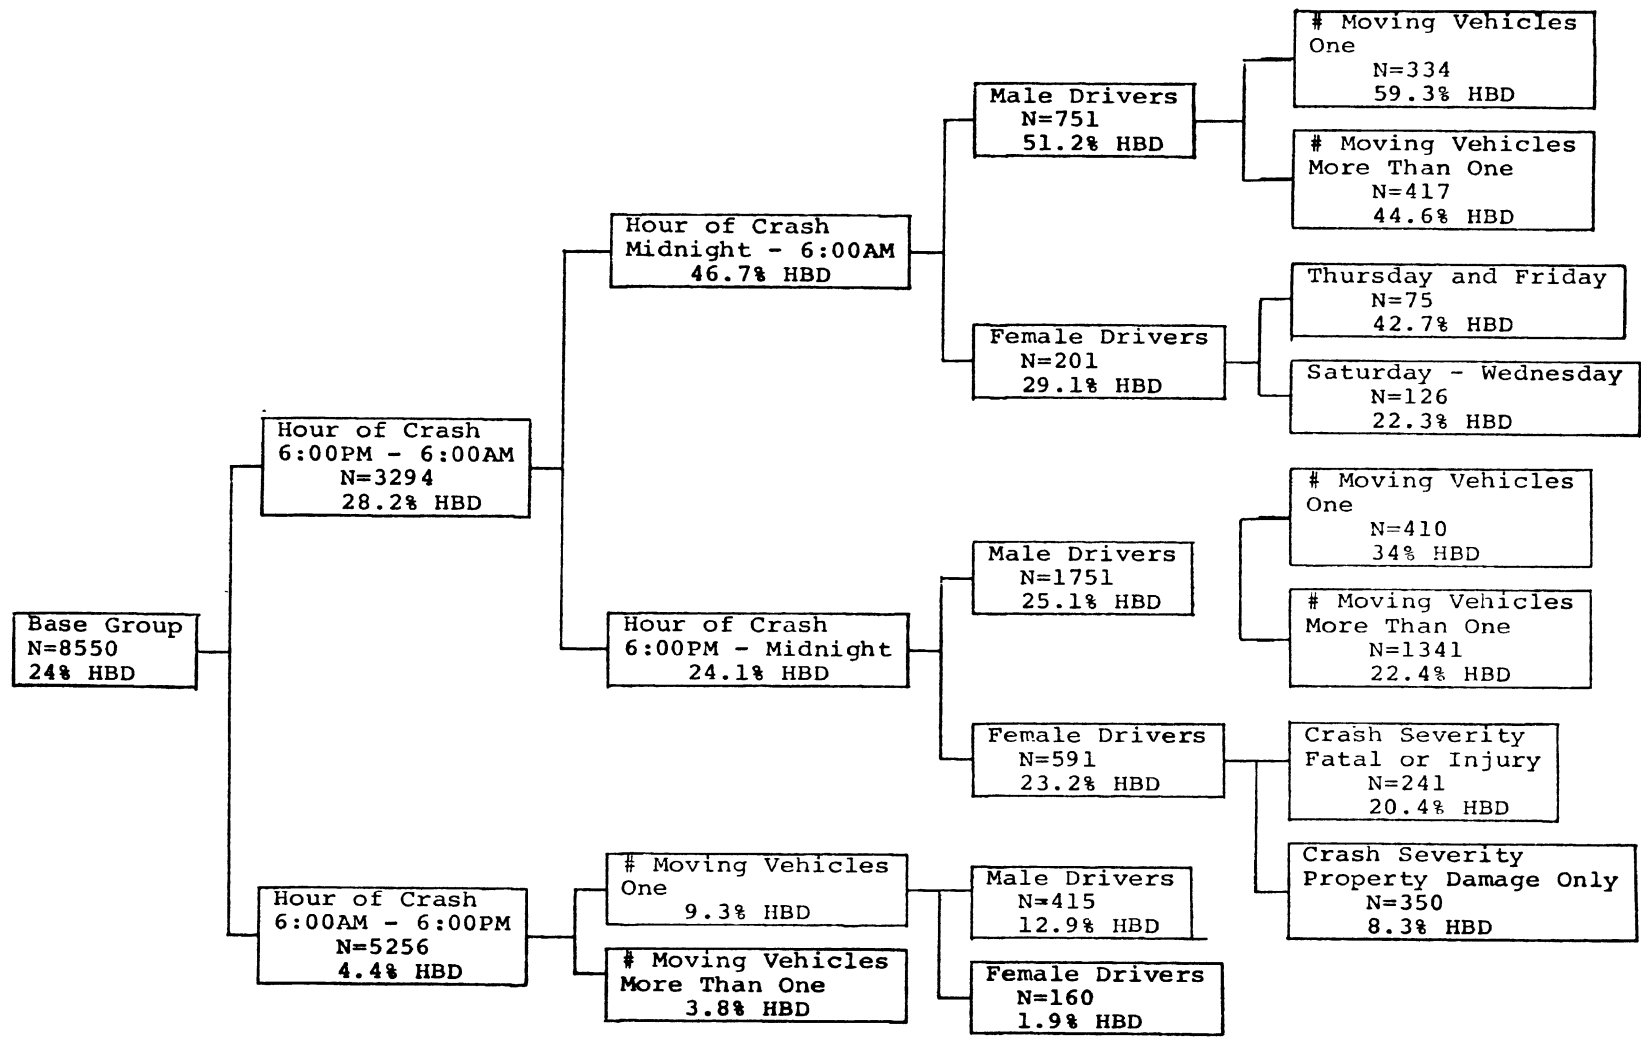 Base Group
N=8550
24% HBD
Hour of Crash
6:00PM - 6:00AM
N=3294
28.2% HBD
Hour of Crash
6:00AM - 6:00PM
N=5256
4.4% HBD
Hour of Crash
Midnight - 6:00AM
46.7% HBD
Hour of Crash
6:00PM - Midnight
24.1% HBD
# Moving Vehicles
One
9.3% HBD
# Moving Vehicles
More Than One
3.8% HBD
Male Drivers
N=751
51.2% HBD
Female Drivers
N=201
29.1% HBD
Male Drivers
N=1751
25.1% HBD
Female Drivers
N=591
23.2% HBD
Male Drivers
N=415
12.9% HBD
Female Drivers
N=160
1.9% HBD
# Moving Vehicles
One
N=334
59.3% HBD
# Moving Vehicles
More Than One
N=417
44.6% HBD
Thursday and Friday
N=75
42.7% HBD
Saturday - Wednesday
N=126
22.3% HBD
# Moving Vehicles
One
N=410
34% HBD
# Moving Vehicles
More Than One
N=1341
22.4% HBD
Crash Severity
Fatal or Injury
N=241
20.4% HBD
Crash Severity
Property Damage Only
N=350
8.3% HBD